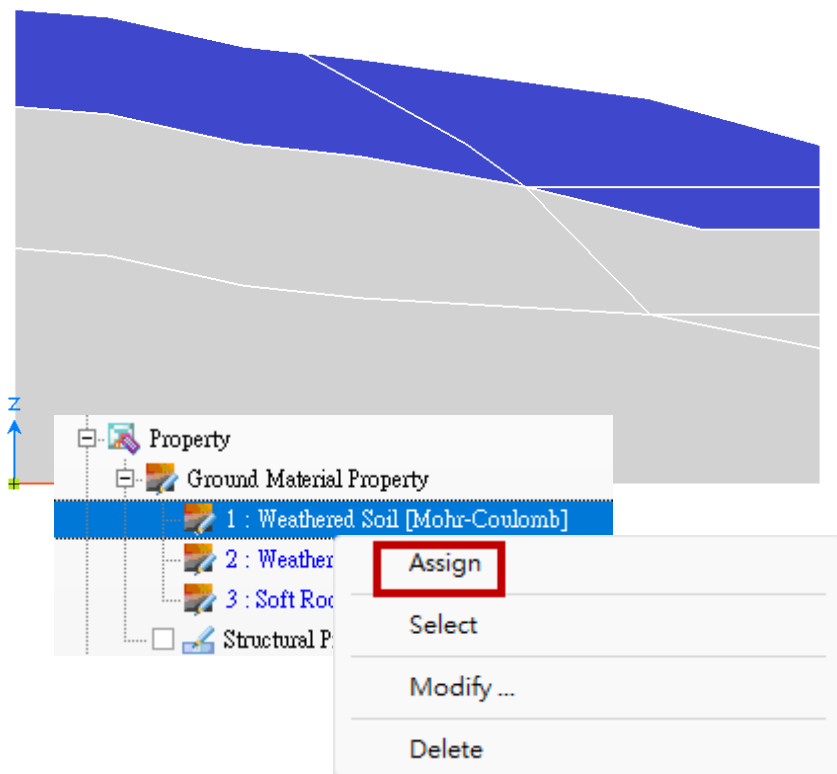 Z
Property
Ground Material Property
1 : Weathered Soil [Mohr-Coulomb]
2 : Weather
3 : Soft Roc
Structural P
Assign
Select
Modify ...
Delete